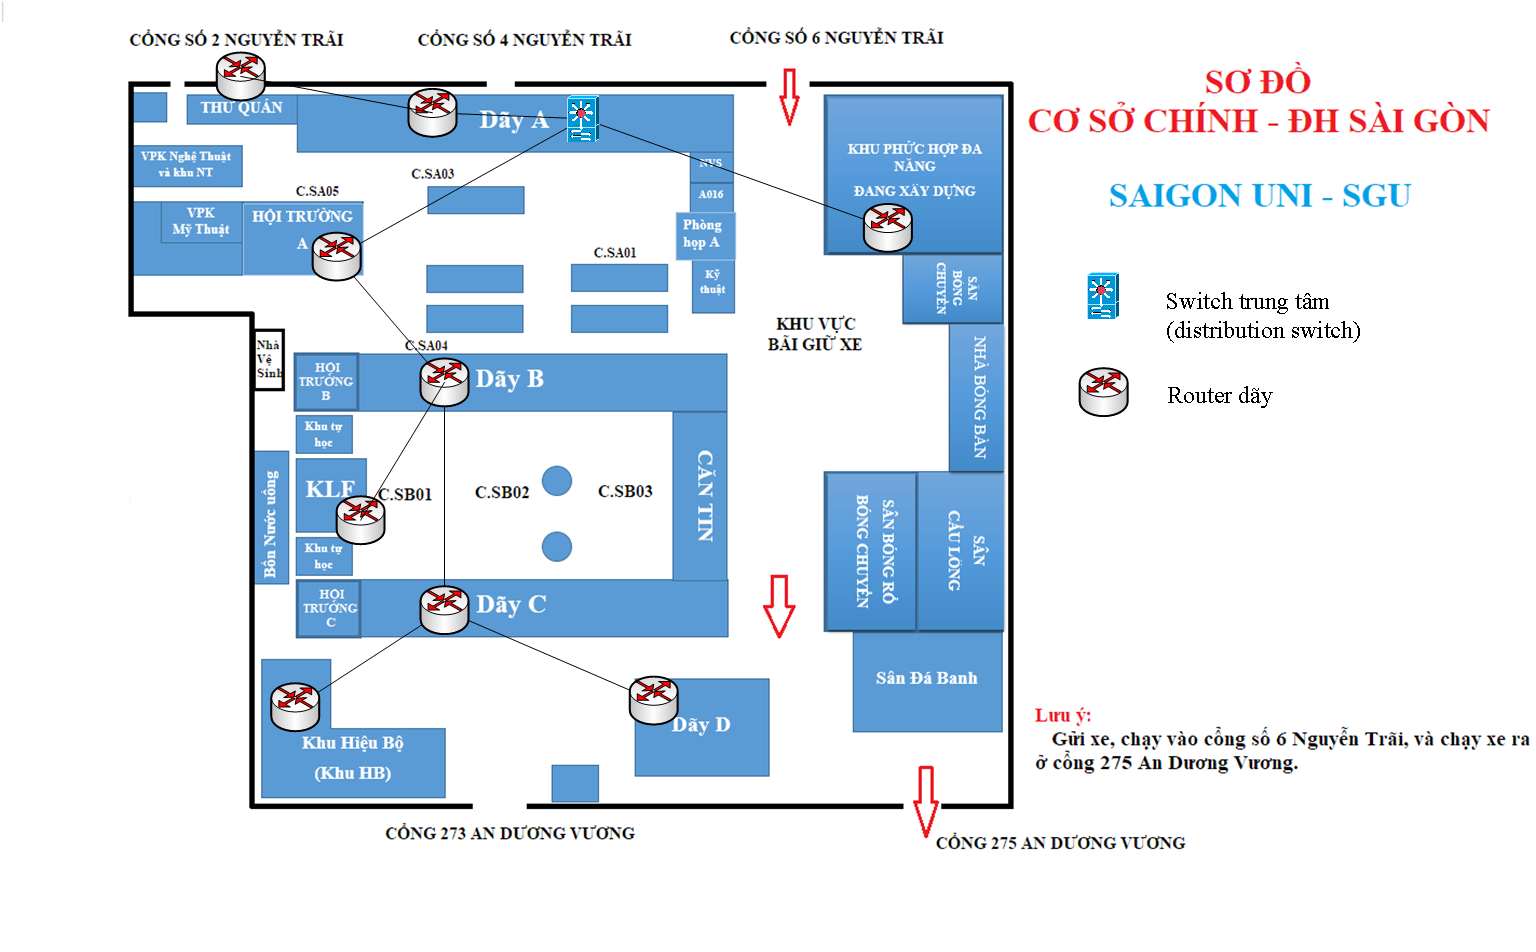 CỔNG SỐ 2 NGUYỄN TRÃI
CỔNG SỐ 4 NGUYỄN TRÃI
CỔNG SỐ 6 NGUYỄN TRÃI
SƠ ĐỒ
CƠ SỞ CHÍNH - ĐH SÀI GÒN
SAIGON UNI - SGU
THƯ QUÁN
Dãy A
VPK Nghệ Thuật
và khu NT
C.SA05
C.SA03
NVS
A016
VPK
Mỹ Thuật
HỘI TRƯỜNG
A
Phòng
họp A
C.SA01
Kỹ
thuật
KHU PHỨC HỢP ĐA
NĂNG
ĐANG XÂY DỰNG
SÂN
BÓNG
CHUYỀN
Switch trung tâm
(distribution switch)
Router dãy
KHU VỰC
BÃI GIỮ XE
Nhà
Vệ
Sinh
C.SA04
HỘI
TRƯỜNG
B
Dãy B
NHÀ BÓNG BÀN
Khu tự
học
KLF
C.SB01
C.SB02
C.SB03
CĂN TIN
Bồn Nước uống
Khu tự
học
SÂN BÓNG RỔ
BÓNG CHUYỀN
SÂN
CẦU LÔNG
HỘI
TRƯỜNG
C
Dãy C
Sân Đá Banh
Dãy D
Khu Hiệu Bộ
(Khu HB)
Lưu ý:
Gửi xe, chạy vào cổng số 6 Nguyễn Trãi, và chạy xe ra
ở cổng 275 An Dương Vương.
CỔNG 273 AN DƯƠNG VƯƠNG
CỔNG 275 AN DƯƠNG VƯƠNG